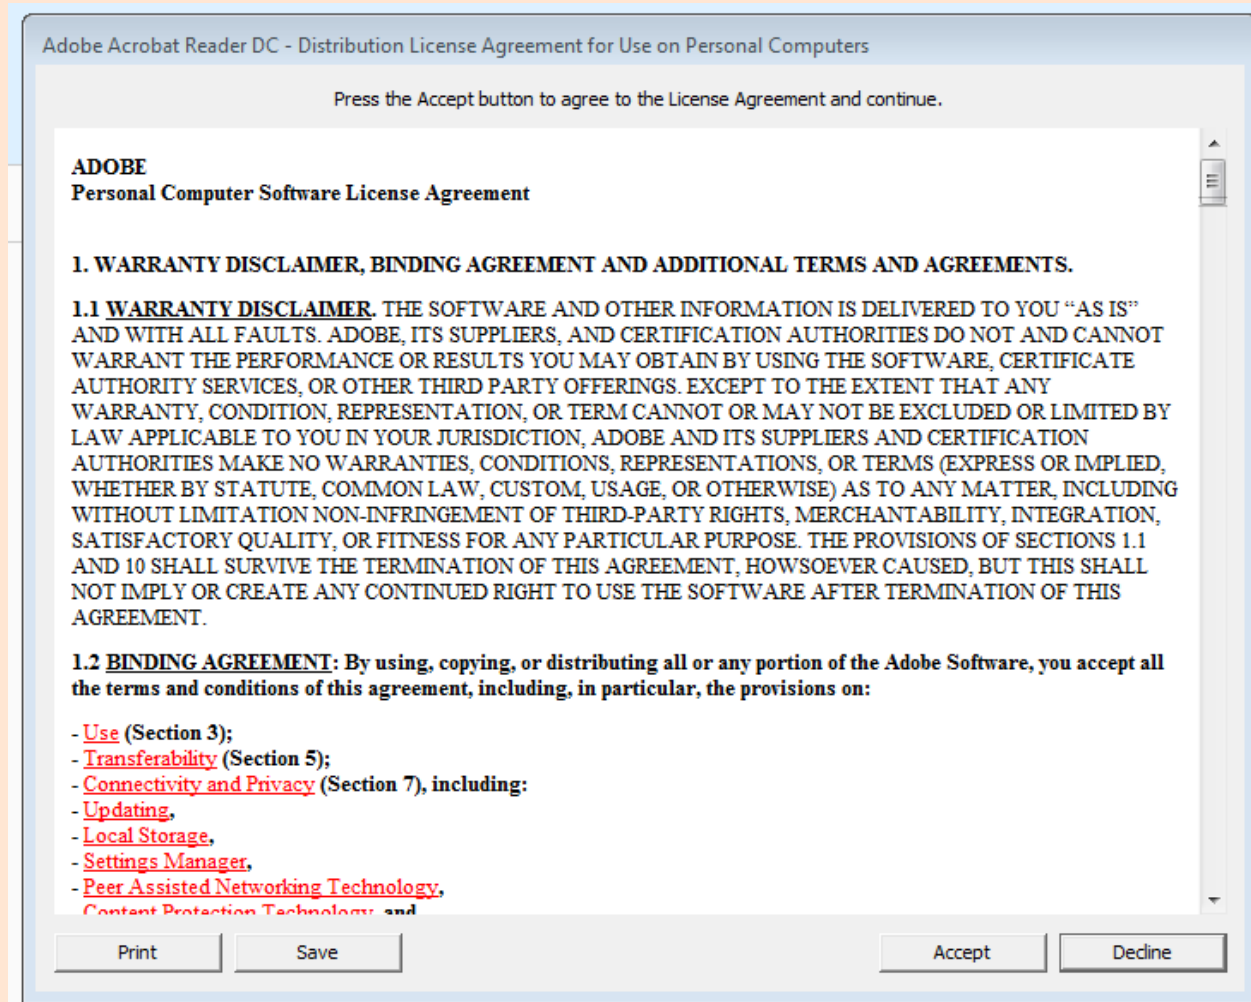 Adobe Acrobat Reader DC - Distribution License Agreement for Use on Personal Computers
Press the Accept button to agree to the License Agreement and continue.
ADOBE
Personal Computer Software License Agreement
1. WARRANTY DISCLAIMER, BINDING AGREEMENT AND ADDITIONAL TERMS AND AGREEMENTS.
1.1 WARRANTY DISCLAIMER. THE SOFTWARE AND OTHER INFORMATION IS DELIVERED TO YOU “AS IS”
AND WITH ALL FAULTS. ADOBE, ITS SUPPLIERS, AND CERTIFICATION AUTHORITIES DO NOT AND CANNOT
WARRANT THE PERFORMANCE OR RESULTS YOU MAY OBTAIN BY USING THE SOFTWARE, CERTIFICATE
AUTHORITY SERVICES, OR OTHER THIRD PARTY OFFERINGS. EXCEPT TO THE EXTENT THAT ANY
WARRANTY, CONDITION, REPRESENTATION, OR TERM CANNOT OR MAY NOT BE EXCLUDED OR LIMITED BY
LAW APPLICABLE TO YOU IN YOUR JURISDICTION, ADOBE AND ITS SUPPLIERS AND CERTIFICATION
AUTHORITIES MAKE NO WARRANTIES, CONDITIONS, REPRESENTATIONS, OR TERMS (EXPRESS OR IMPLIED,
WHETHER BY STATUTE, COMMON LAW, CUSTOM, USAGE, OR OTHERWISE) AS TO ANY MATTER, INCLUDING
WITHOUT LIMITATION NON-INFRINGEMENT OF THIRD-PARTY RIGHTS, MERCHANTABILITY, INTEGRATION,
SATISFACTORY QUALITY, OR FITNESS FOR ANY PARTICULAR PURPOSE. THE PROVISIONS OF SECTIONS 1.1
AND 10 SHALL SURVIVE THE TERMINATION OF THIS AGREEMENT, HOWSOEVER CAUSED, BUT THIS SHALL
NOT IMPLY OR CREATE ANY CONTINUED RIGHT TO USE THE SOFTWARE AFTER TERMINATION OF THIS
AGREEMENT.
1.2 BINDING AGREEMENT: By using, copying, or distributing all or any portion of the Adobe Software, you accept all
the terms and conditions of this agreement, including, in particular, the provisions on:
- Use (Section 3);
- Transferability (Section 5);
- Connectivity and Privacy (Section 7), including:
- Updating,
- Local Storage,
- Settings Manager,
- Peer Assisted Networking Technology,
- Content Protection Technology, and
Print
Save
Accept
Decline